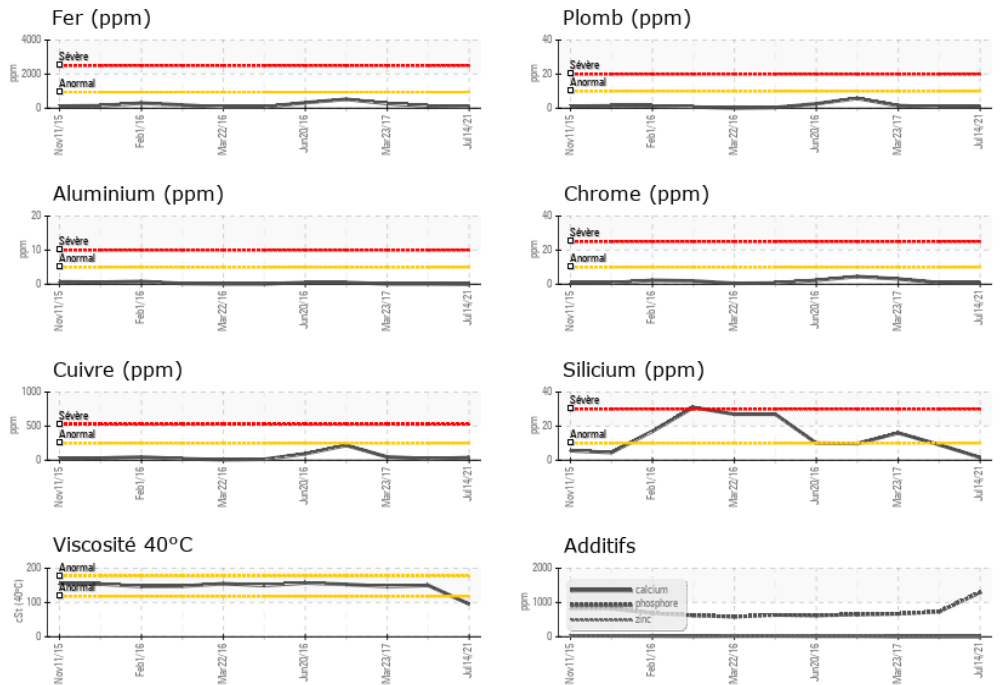 Fer (ppm)
4000
2000
0
ppm
Sévère
Anormal
Nov11/15
Feb1/16
Mar22/16
Jun20/16
Mar23/17
Jul14/21
Plomb (ppm)
40
20
0
ppm
Sévère
Anormal
Nov11/15
Feb1/16
Mar22/16
Jun20/16
Mar23/17
Jul14/21
Aluminium (ppm)
20
10
0
ppm
Sévère
Anormal
Nov11/15
Feb1/16
Mar22/16
Jun20/16
Mar23/17
Jul14/21
Chrome (ppm)
40
20
0
ppm
Sévère
Anormal
Nov11/15
Feb1/16
Mar22/16
Jun20/16
Mar23/17
Jul14/21
Cuivre (ppm)
1000
500
0
ppm
Sévère
Anormal
Nov11/15
Feb1/16
Mar22/16
Jun20/16
Mar23/17
Jul14/21
Silicium (ppm)
40
20
0
ppm
Sévère
Anormal
Nov11/15
Feb1/16
Mar22/16
Jun20/16
Mar23/17
Jul14/21
Viscosité 40°C
200
100
0
cSt (40°C)
Anormal
Anormal
Nov11/15
Feb1/16
Mar22/16
Jun20/16
Mar23/17
Jul14/21
Additifs
2000
1000
0
ppm
calcium
phosphore
zinc
Nov11/15
Feb1/16
Mar22/16
Jun20/16
Mar23/17
Jul14/21